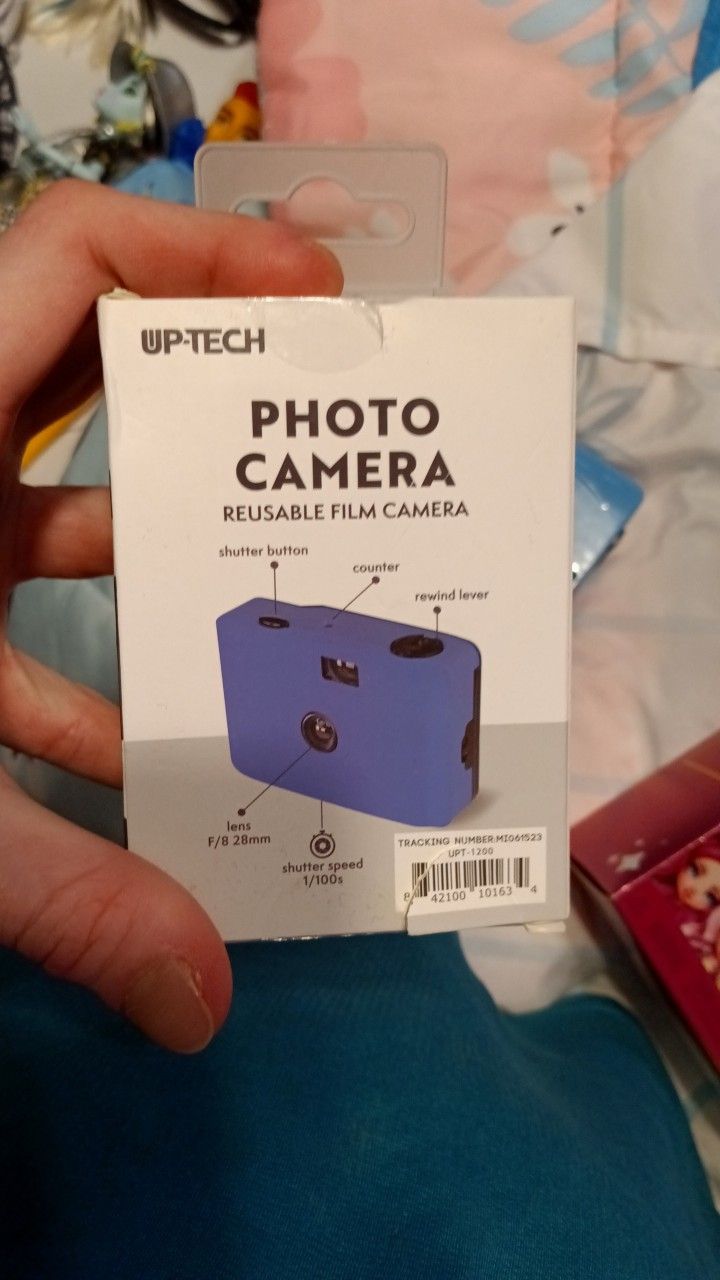 UP-TECH
PHOTO
CAMERA
REUSABLE FILM CAMERA
shutter button
counter
rewind lever
lens
F/8 28mm
shutter speed
1/100s
TRACKING NUMBER:MI061523
UPT-1200
8 42100 10163 4